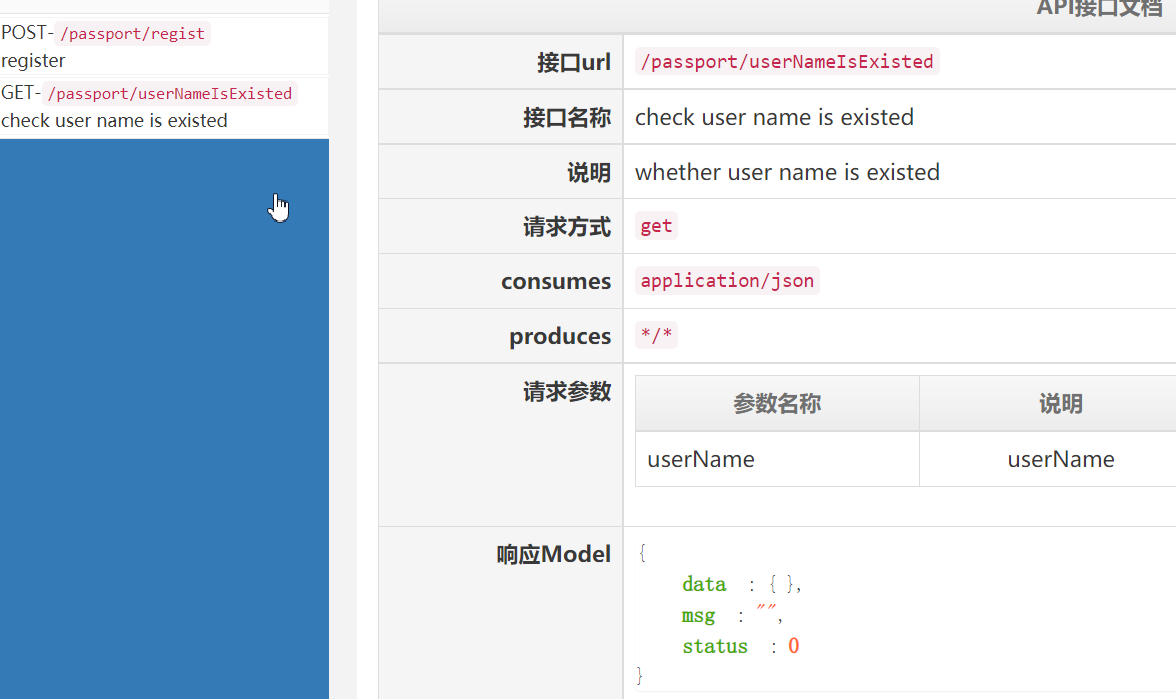 POST- /passport/regist
register
GET- /passport/userNameIsExisted
check user name is existed
API接口文档
接口url /passport/userNameIsExisted
接口名称 check user name is existed
说明 whether user name is existed
请求方式 get
consumes application/json
produces */*
请求参数 参数名称 说明
userName userName
响应Model {
data : { },
msg : "",
status : 0
}